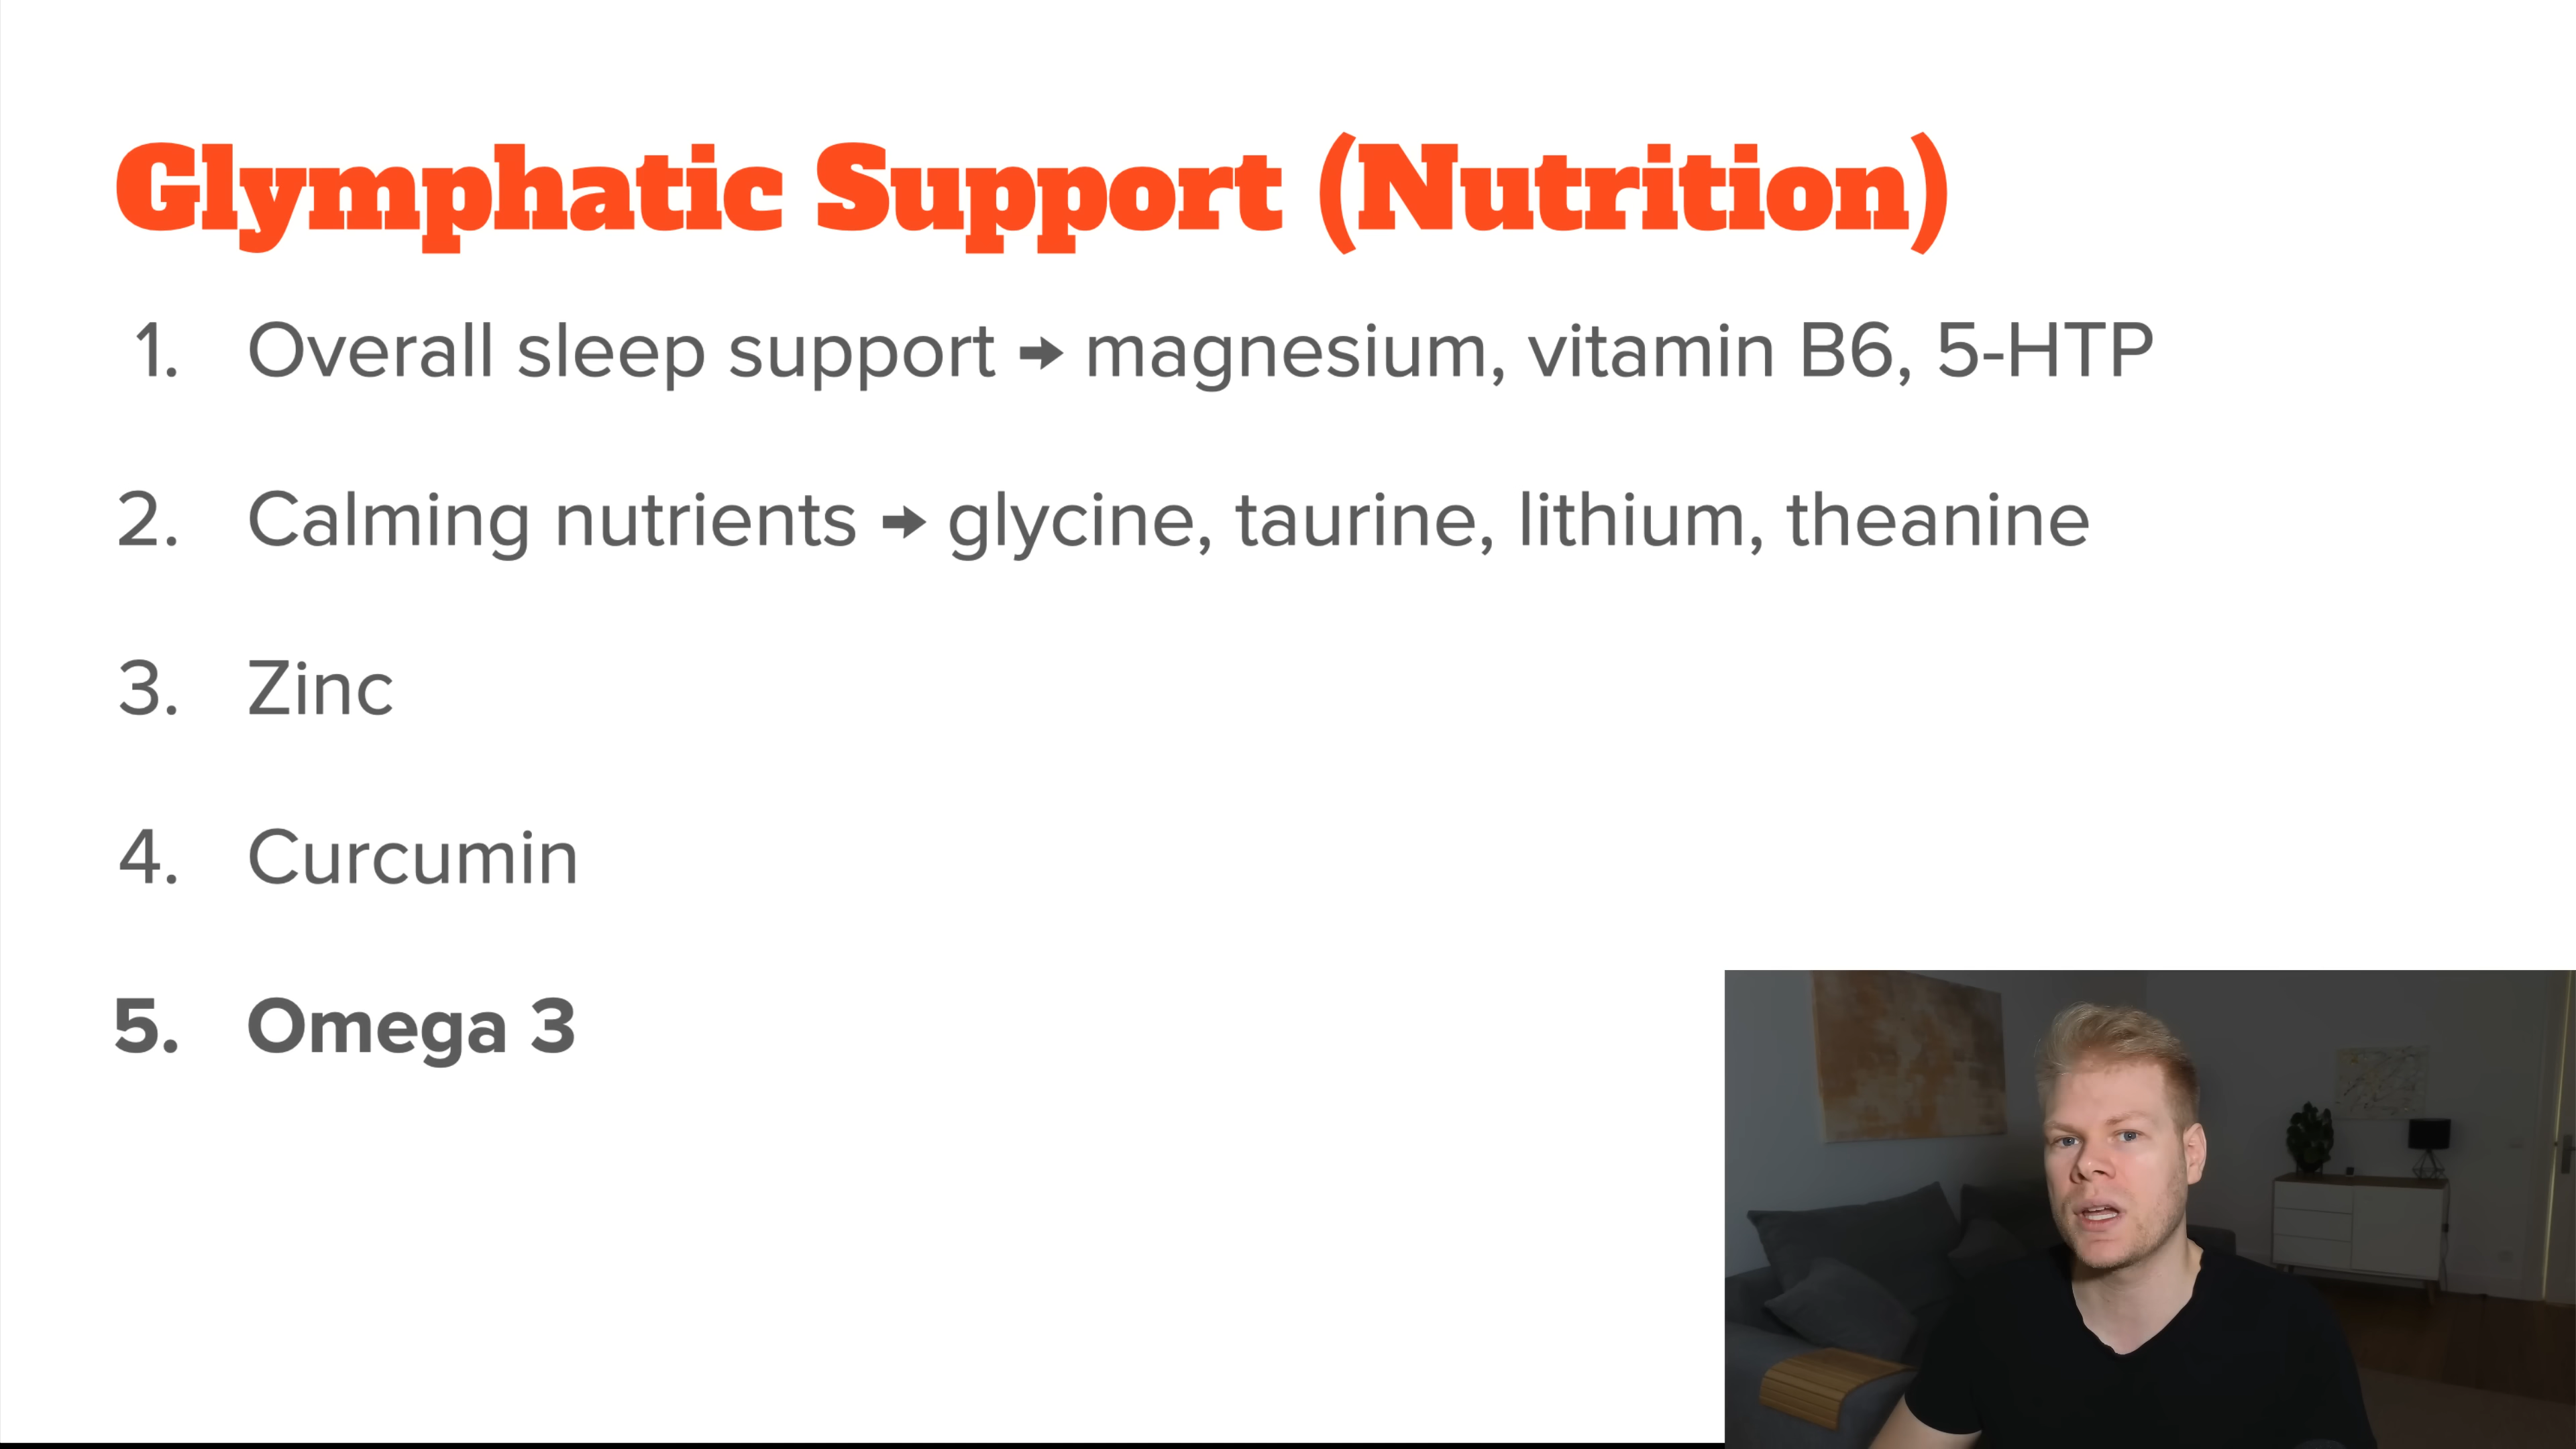 Glymphatic Support (Nutrition)
1. Overall sleep support → magnesium, vitamin B6, 5-HTP
2. Calming nutrients → glycine, taurine, lithium, theanine
3. Zinc
4. Curcumin
5. Omega 3